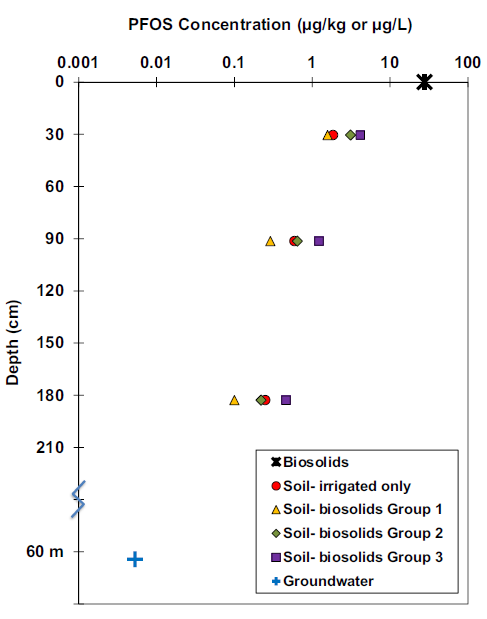 PFOS Concentration (µg/kg or µg/L)
0.001 0.01 0.1 1 10 100
0
30
60
90
120
150
180
210
60 m
Depth (cm)
Biosolids
Soil- irrigated only
Soil- biosolids Group 1
Soil- biosolids Group 2
Soil- biosolids Group 3
Groundwater